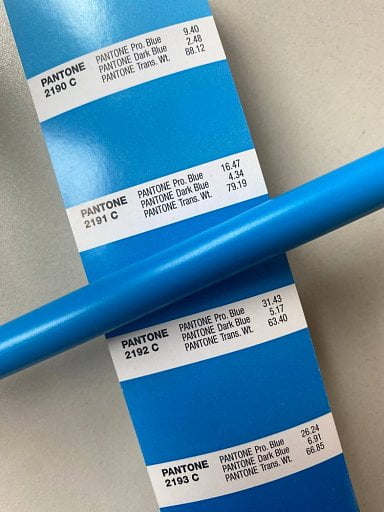 PANTONE PANTONE Pro. Blue 9.40
2190 C PANTONE Dark Blue 2.48
PANTONE Trans. Wt. 88.12
PANTONE PANTONE Pro. Blue 16.47
2191 C PANTONE Dark Blue 4.34
PANTONE Trans. Wt. 79.19
PANTONE PANTONE Pro. Blue 31.43
2192 C PANTONE Dark Blue 5.17
PANTONE Trans. Wt. 63.40
PANTONE PANTONE Pro. Blue 26.24
2193 C PANTONE Dark Blue 6.91
PANTONE Trans. Wt. 66.85